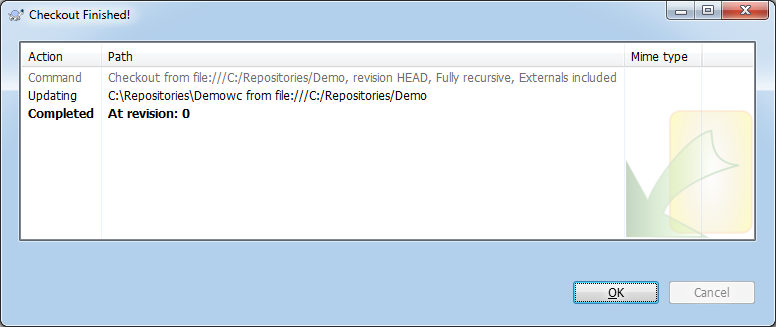 Checkout Finished!
Action Path Mime type
Command Checkout from file:///C:/Repositories/Demo, revision HEAD, Fully recursive, Externals included
Updating C:\Repositories\Demowc from file:///C:/Repositories/Demo
Completed At revision: 0
OK Cancel